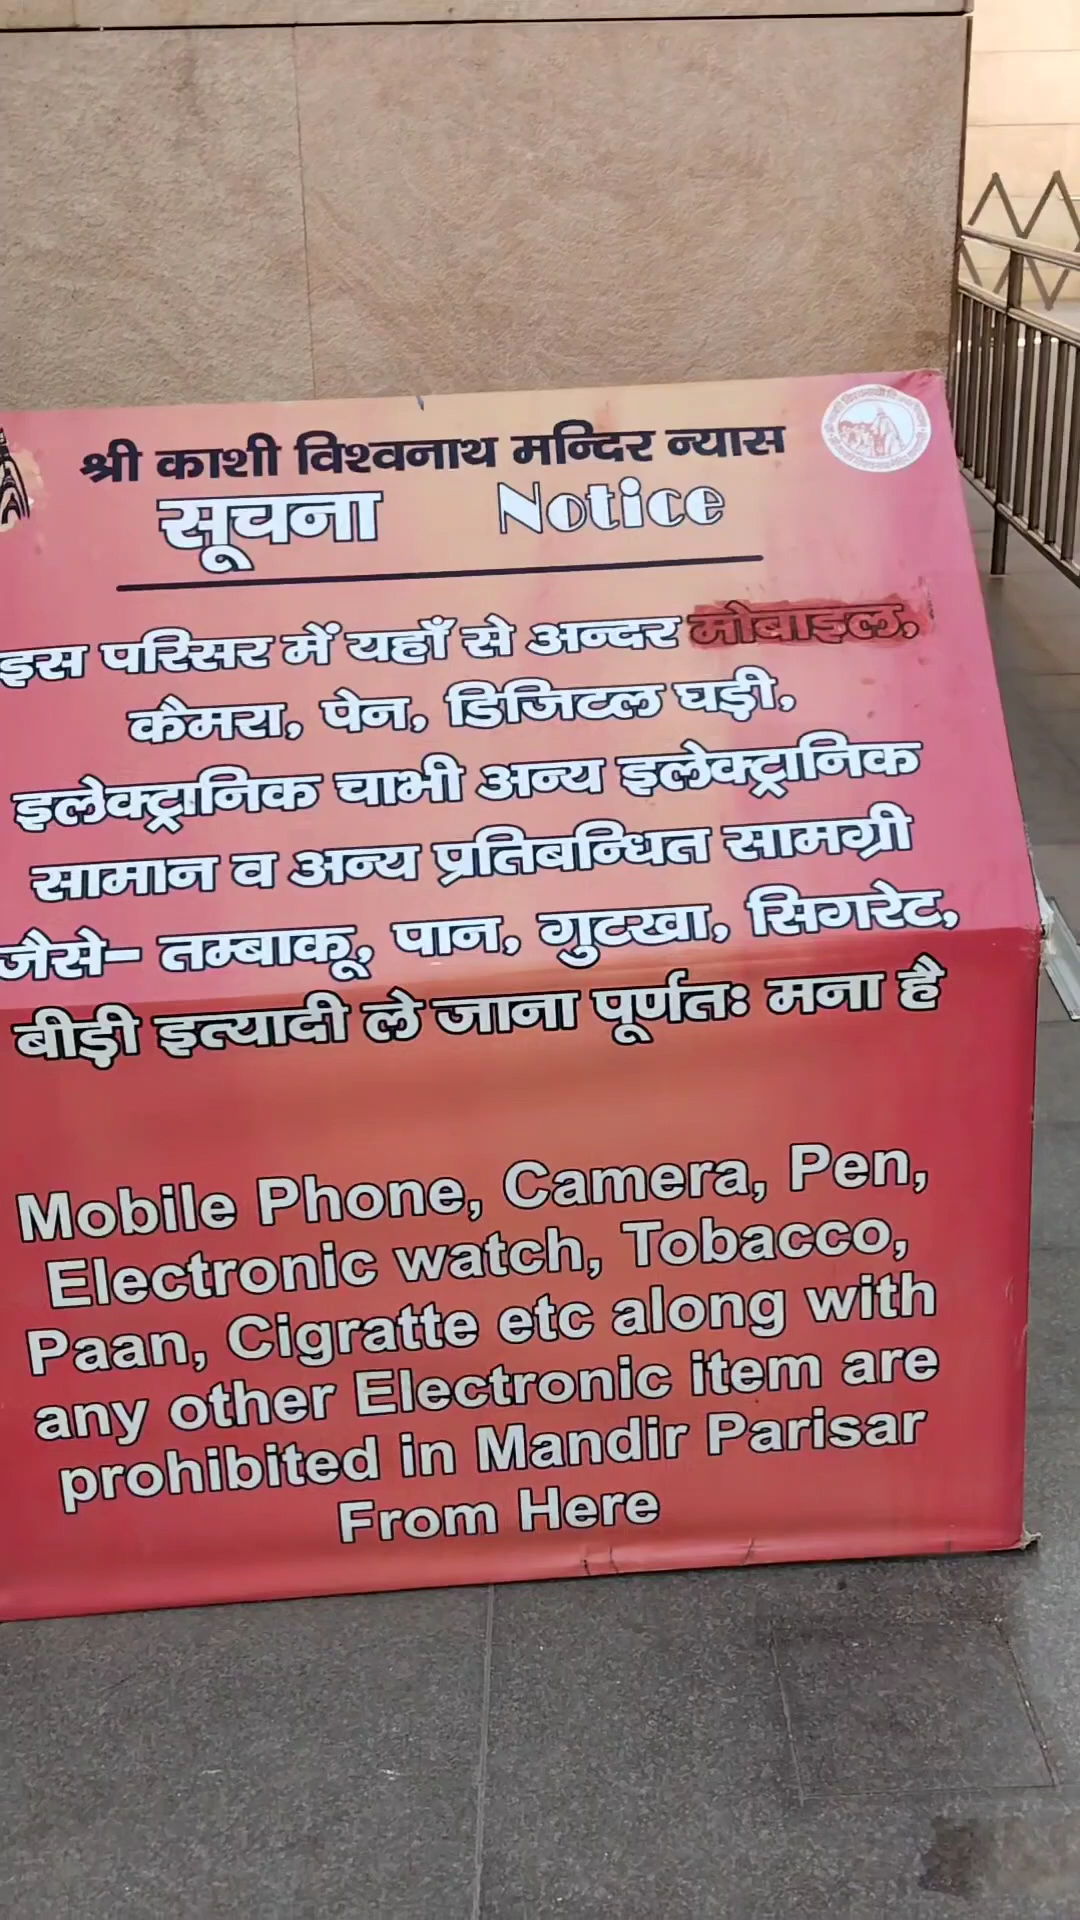 श्री काशी विश्वनाथ मन्दिर न्यास
सूचना Notice
इस परिसर में यहाँ से अन्दर मोबाइल,
कैमरा, पेन, डिजिटल घड़ी,
इलेक्ट्रानिक चाभी अन्य इलेक्ट्रानिक
सामान व अन्य प्रतिबन्धित सामग्री
जैसे– तम्बाकू, पान, गुटखा, सिगरेट,
बीड़ी इत्यादी ले जाना पूर्णतः मना है
Mobile Phone, Camera, Pen,
Electronic watch, Tobacco,
Paan, Cigratte etc along with
any other Electronic item are
prohibited in Mandir Parisar
From Here